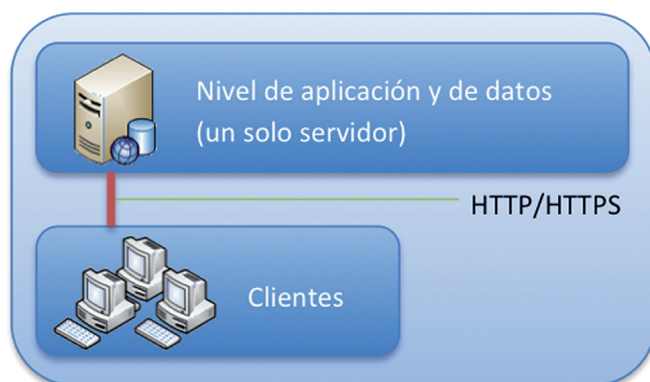 Nivel de aplicación y de datos
(un solo servidor)
HTTP/HTTPS
Clientes